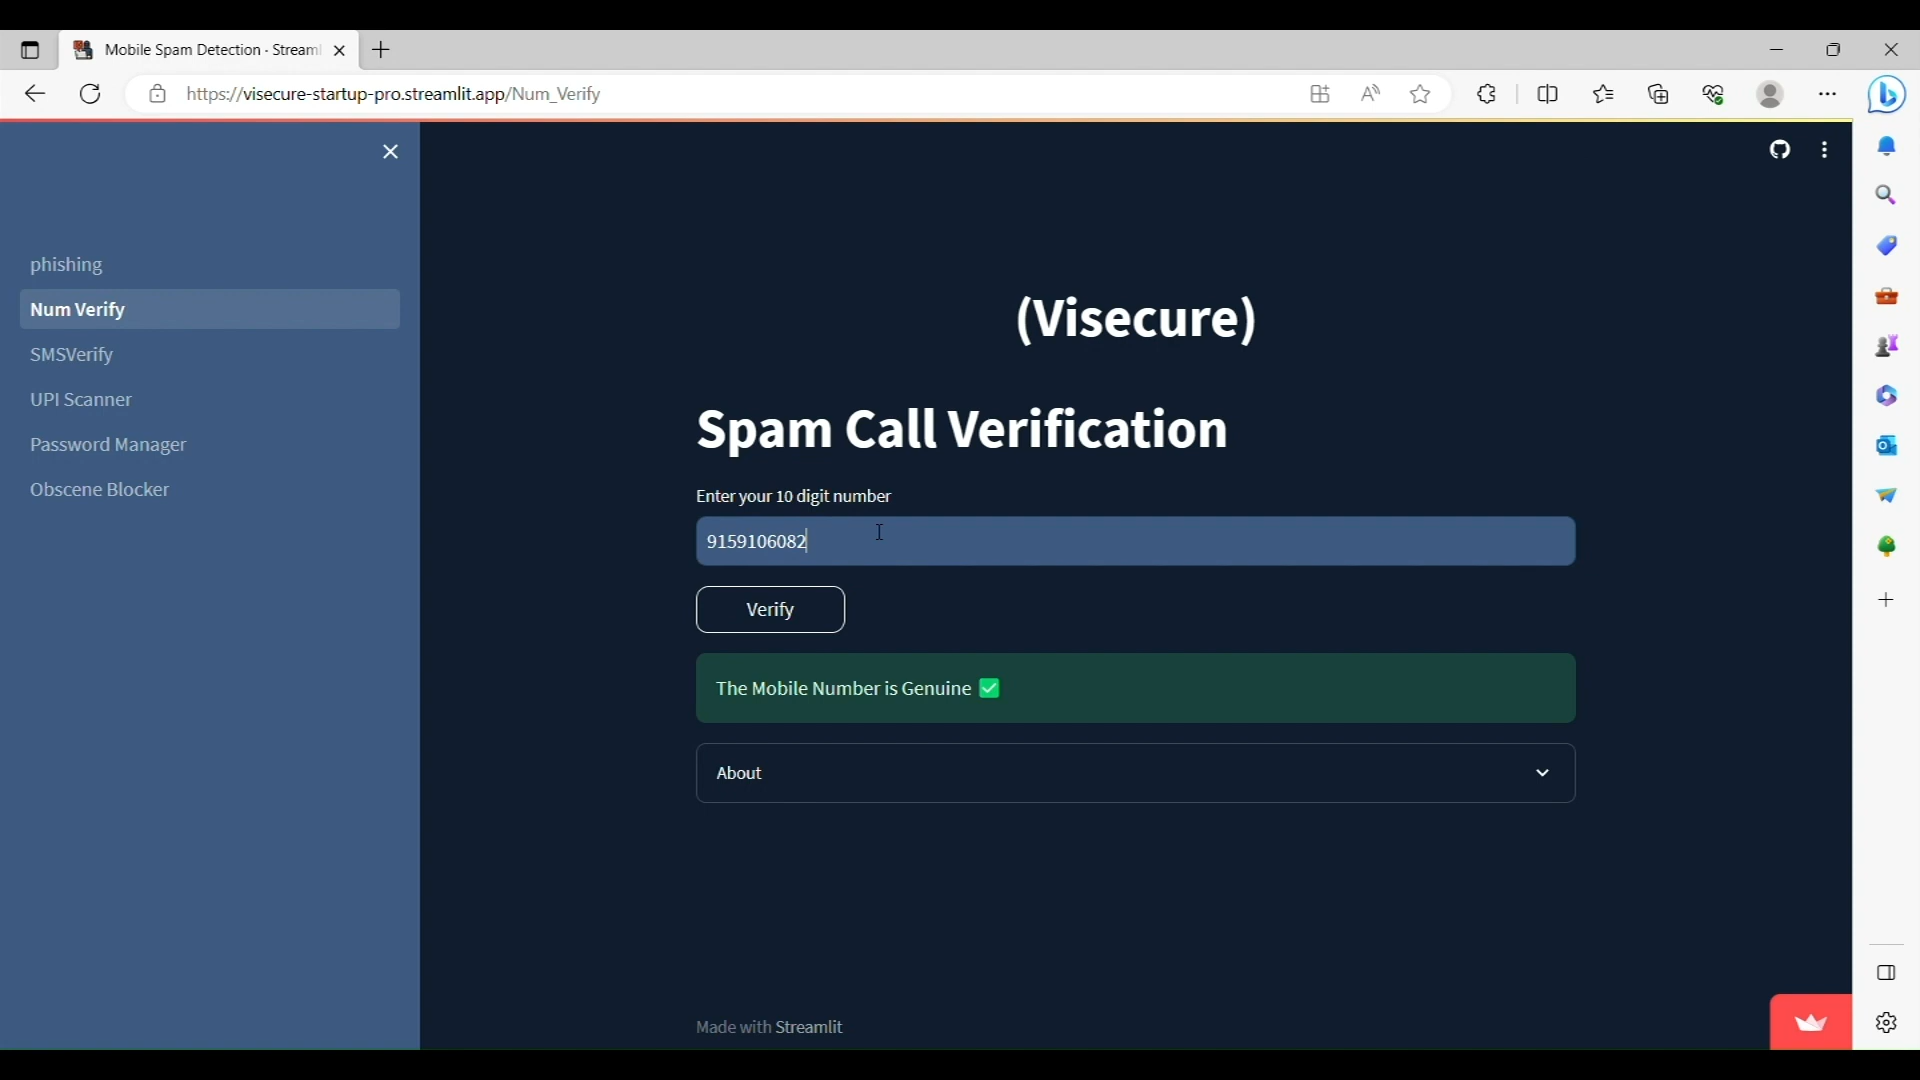 Mobile Spam Detection · Streaml
https://visecure-startup-pro.streamlit.app/Num_Verify
phishing
Num Verify
SMSVerify
UPI Scanner
Password Manager
Obscene Blocker
(Visecure)
Spam Call Verification
Enter your 10 digit number
9159106082
Verify
The Mobile Number is Genuine ✅
About
Made with Streamlit